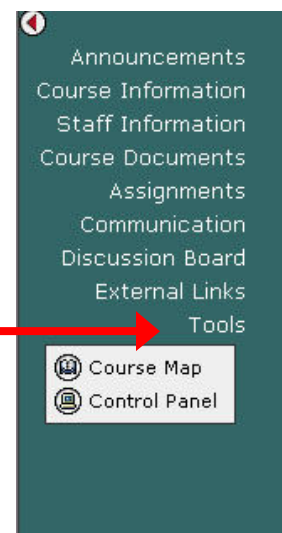 Announcements
Course Information
Staff Information
Course Documents
Assignments
Communication
Discussion Board
External Links
Tools
Course Map
Control Panel